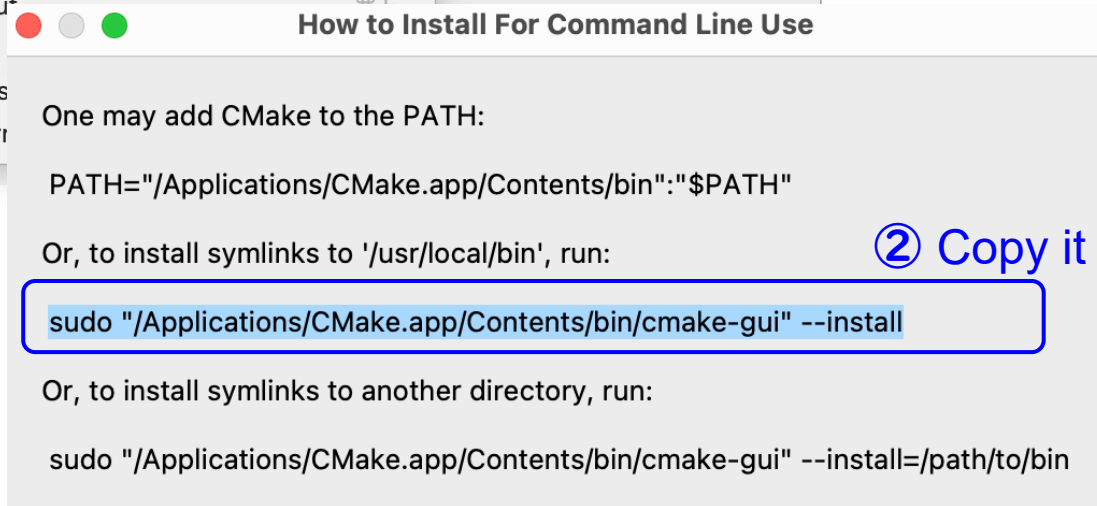 How to Install For Command Line Use
One may add CMake to the PATH:
PATH="/Applications/CMake.app/Contents/bin":"$PATH"
Or, to install symlinks to '/usr/local/bin', run:
② Copy it
sudo "/Applications/CMake.app/Contents/bin/cmake-gui" --install
Or, to install symlinks to another directory, run:
sudo "/Applications/CMake.app/Contents/bin/cmake-gui" --install=/path/to/bin